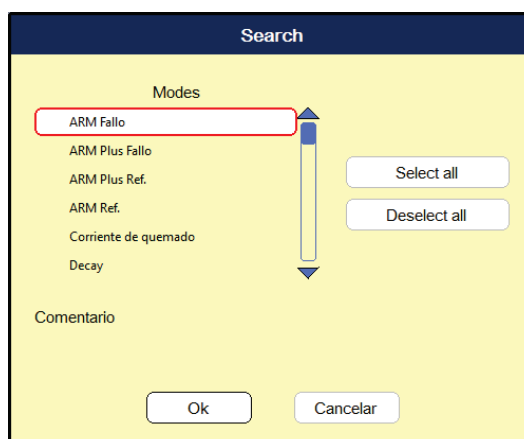 Search
Modes
ARM Fallo
ARM Plus Fallo
ARM Plus Ref.
ARM Ref.
Corriente de quemado
Decay
Select all
Deselect all
Comentario
Ok
Cancelar